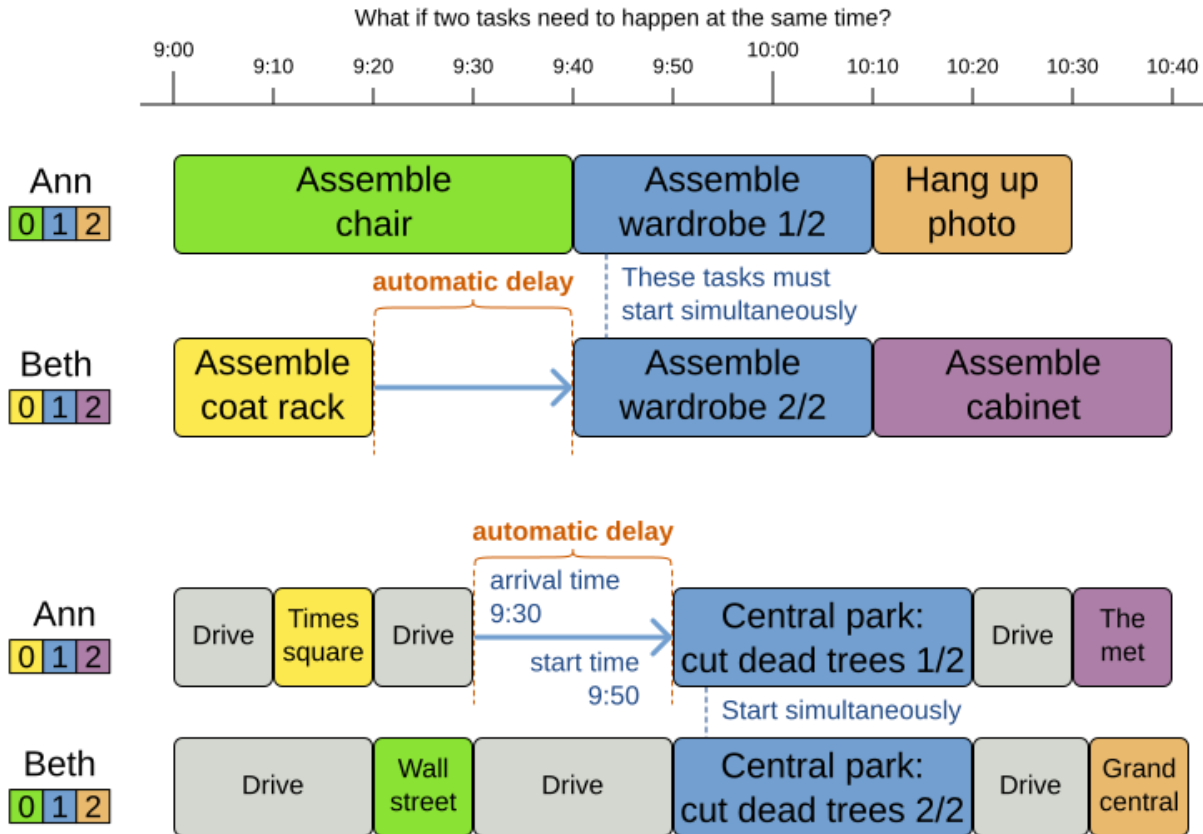 What if two tasks need to happen at the same time?
9:00 9:10 9:20 9:30 9:40 9:50 10:00 10:10 10:20 10:30 10:40
Ann
0 1 2
Assemble
chair
Assemble
wardrobe 1/2
Hang up
photo
automatic delay
These tasks must
start simultaneously
Beth
0 1 2
Assemble
coat rack
Assemble
wardrobe 2/2
Assemble
cabinet
automatic delay
Ann
0 1 2
Drive
Times
square
Drive
arrival time
9:30
start time
9:50
Central park:
cut dead trees 1/2
Drive
The
met
Start simultaneously
Beth
0 1 2
Drive
Wall
street
Drive
Central park:
cut dead trees 2/2
Drive
Grand
central